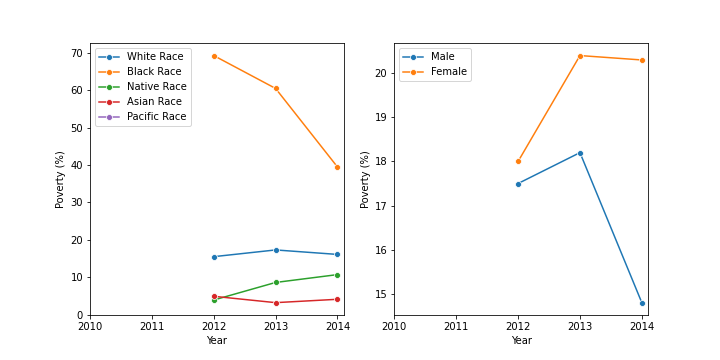 White Race
Black Race
Native Race
Asian Race
Pacific Race
70
60
50
40
30
20
10
0
Poverty (%)
2010 2011 2012 2013 2014
Year
Male
Female
20
19
18
17
16
15
Poverty (%)
2010 2011 2012 2013 2014
Year